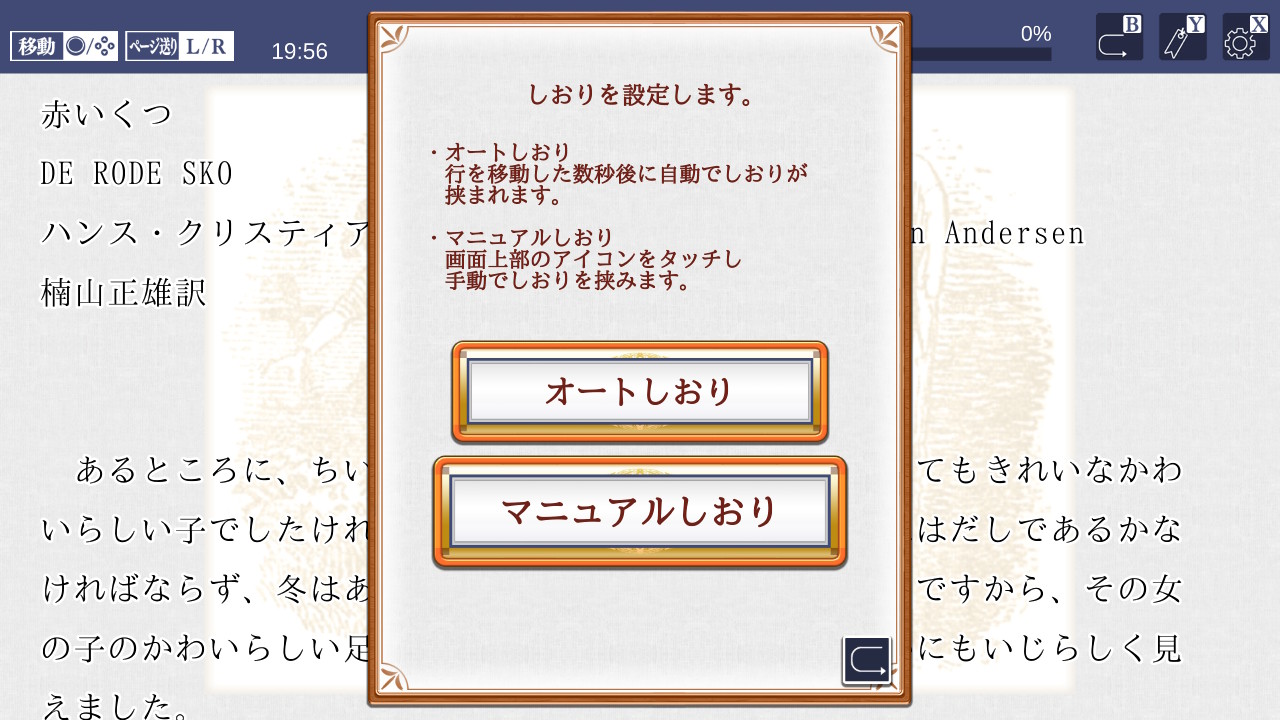 移動 / ページ送り L/R
19:56
0%
B
Y
X
しおりを設定します。
・オートしおり
行を移動した数秒後に自動でしおりが
挟まれます。
・マニュアルしおり
画面上部のアイコンをタッチし
手動でしおりを挟みます。
オートしおり
マニュアルしおり
赤いくつ
DE RODE SKO
ハンス・クリスティア n Andersen
楠山正雄訳
あるところに、ちい てもきれいなかわ
いらしい子でしたけれ はだしであるかな
ければならず、冬はあ ですから、その女
の子のかわいらしい足 にもいじらしく見
えました。